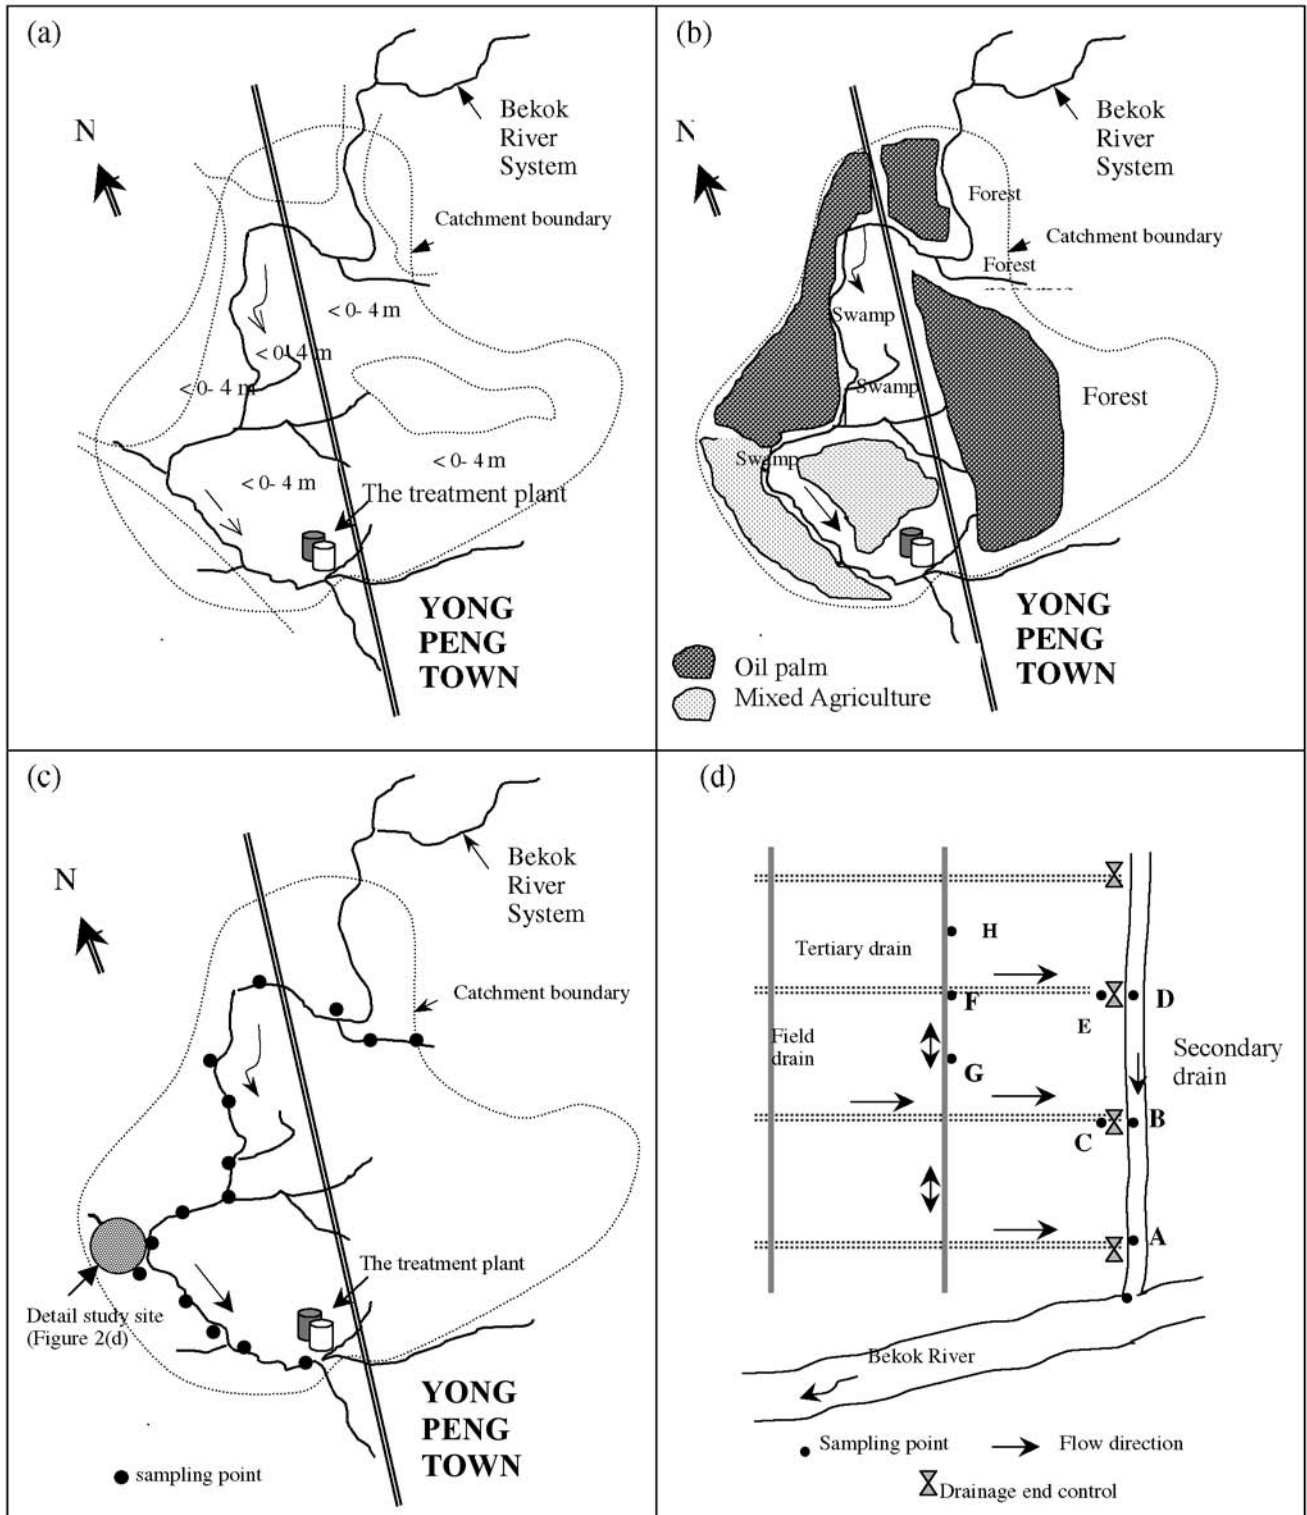 (a)
N
Bekok
River
System
Catchment boundary
< 0- 4 m
< 0- 4 m
< 0- 4 m
< 0- 4 m
< 0- 4 m
The treatment plant
YONG
PENG
TOWN
(b)
N
Bekok
River
System
Forest
Catchment boundary
Forest
Swamp
Swamp
Forest
Swamp
YONG
PENG
TOWN
Oil palm
Mixed Agriculture
(c)
N
Bekok
River
System
Catchment boundary
The treatment plant
Detail study site
(Figure 2(d)
YONG
PENG
TOWN
sampling point
(d)
H
Tertiary drain
F
E
D
Field
drain
G
Secondary
drain
C
B
A
Bekok River
Sampling point
Flow direction
Drainage end control